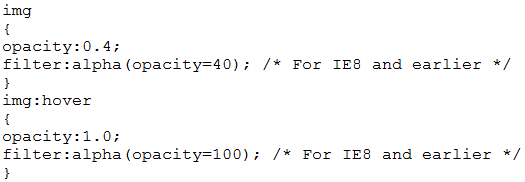 img
{
opacity:0.4;
filter:alpha(opacity=40); /* For IE8 and earlier */
}
img:hover
{
opacity:1.0;
filter:alpha(opacity=100); /* For IE8 and earlier */
}